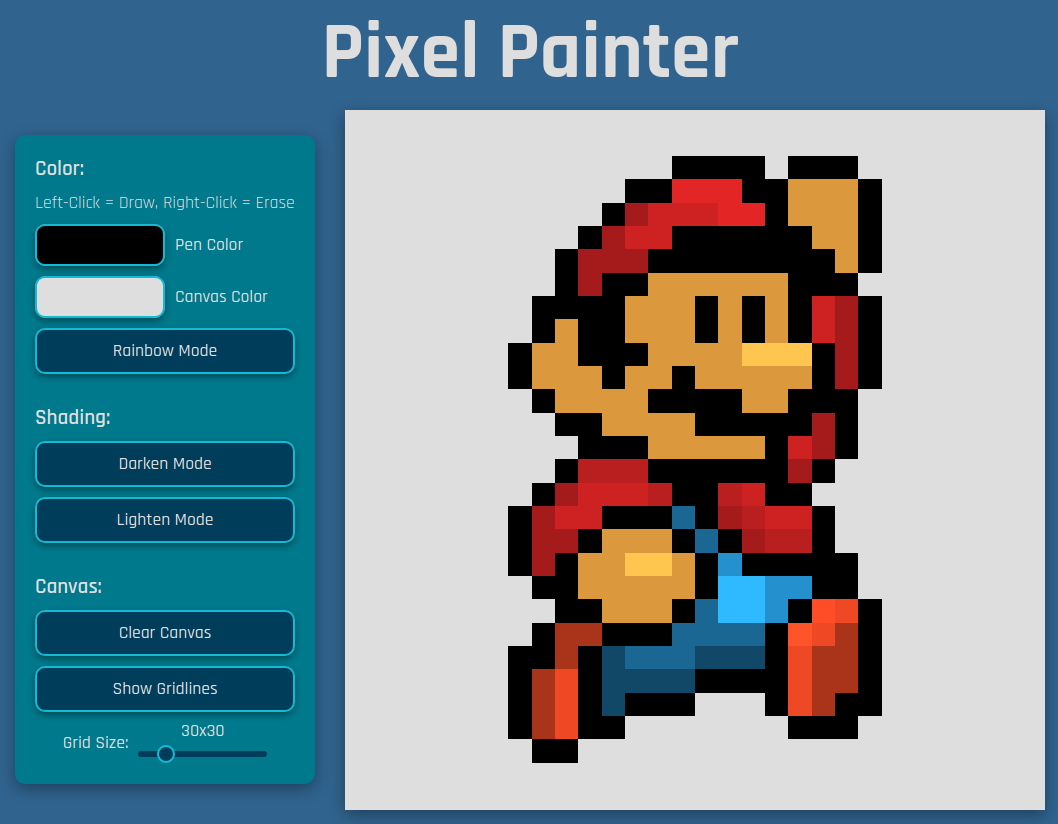 Pixel Painter
Color:
Left-Click = Draw, Right-Click = Erase
Pen Color
Canvas Color
Rainbow Mode
Shading:
Darken Mode
Lighten Mode
Canvas:
Clear Canvas
Show Gridlines
30x30
Grid Size: